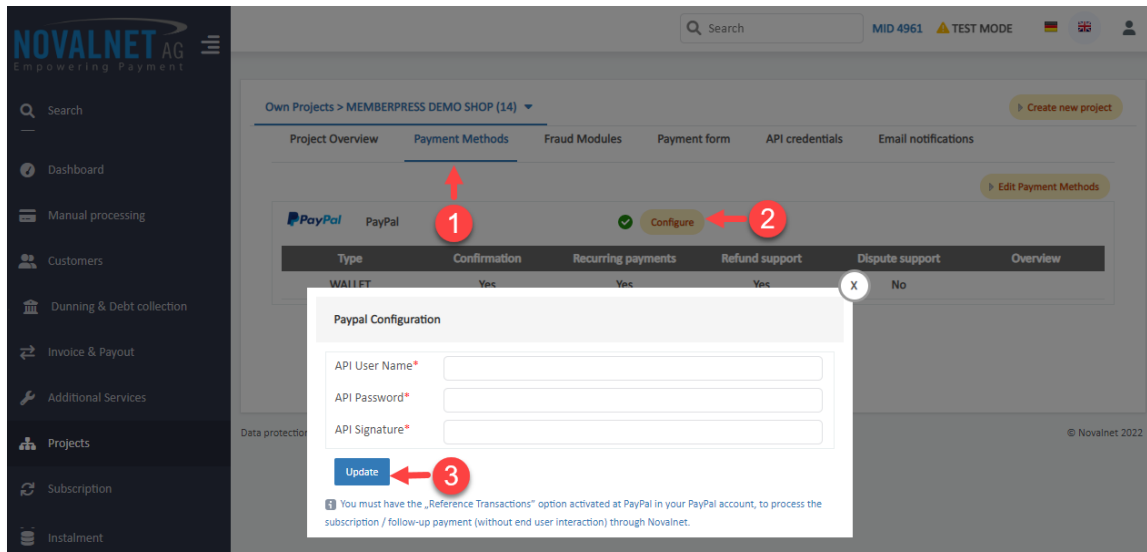 NOVALNET AG
Empowering Payment
Search
MID 4961
TEST MODE
Search
Dashboard
Manual processing
Customers
Dunning & Debt collection
Invoice & Payout
Additional Services
Projects
Subscription
Instalment
Own Projects > MEMBERPRESS DEMO SHOP (14)
Create new project
Project Overview Payment Methods Fraud Modules Payment form API credentials Email notifications
Edit Payment Methods
1
PayPal PayPal Configure
2
Type Confirmation Recurring payments Refund support Dispute support Overview
WALLET Yes Yes Yes No
X
Paypal Configuration
API User Name*
API Password*
API Signature*
Update
3
You must have the „Reference Transactions" option activated at PayPal in your PayPal account, to process the
subscription / follow-up payment (without end user interaction) through Novalnet.
Data protection
© Novalnet 2022